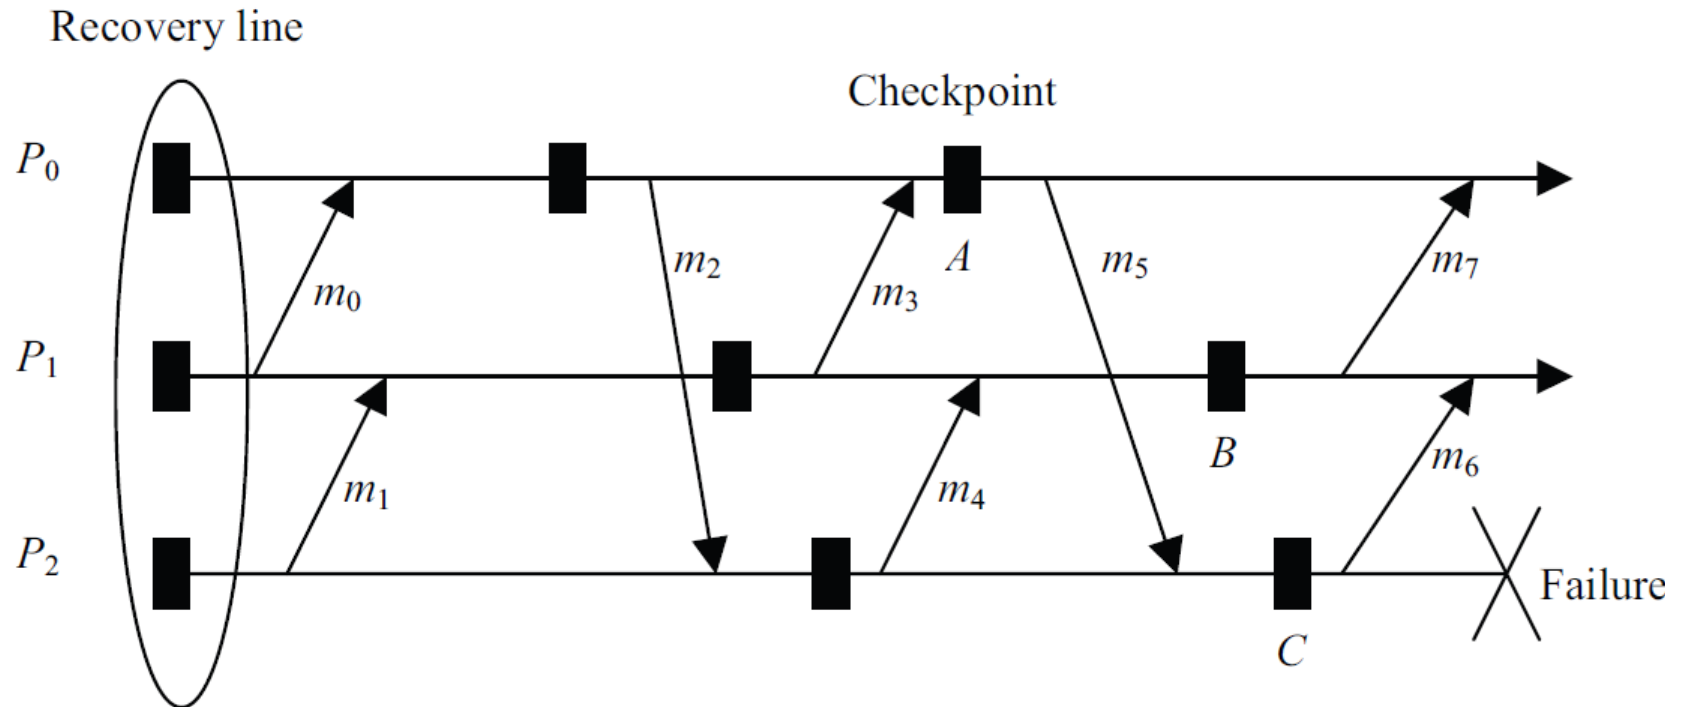 Recovery line
Checkpoint
P0
m2
A
m5
m7
m0
m3
P1
B
m1
m4
m6
P2
Failure
C